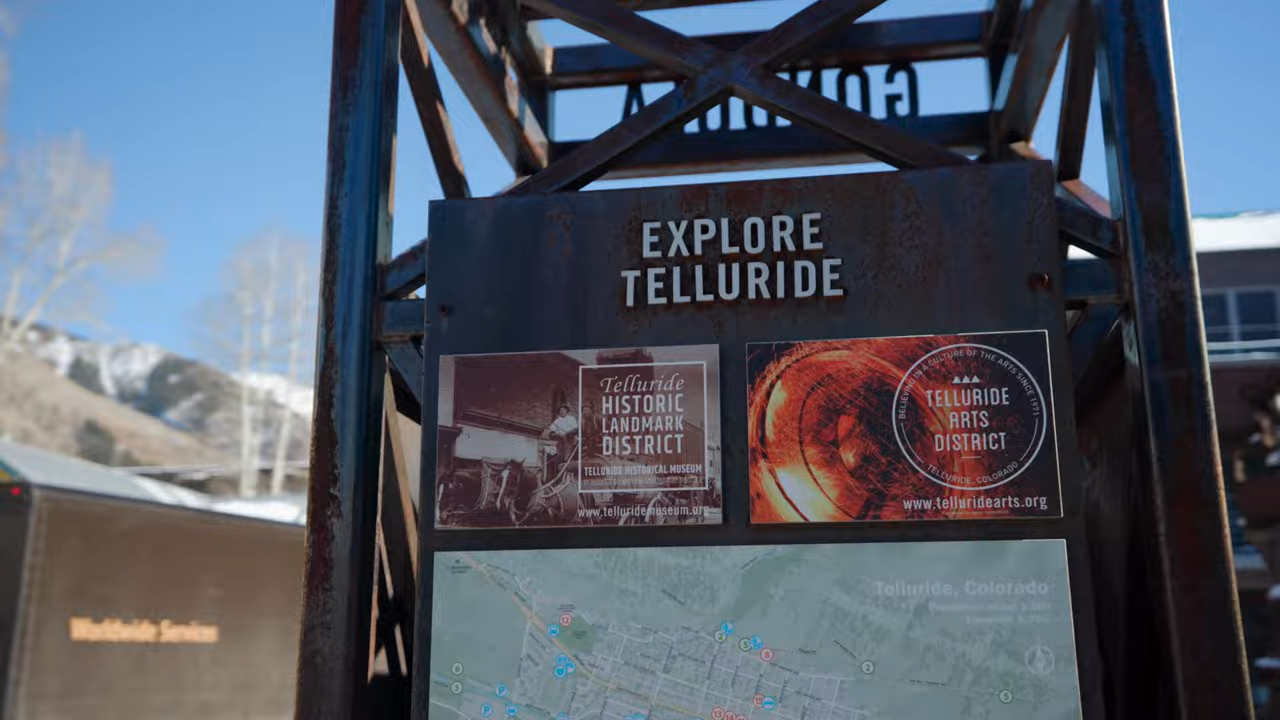 GONDOLA
EXPLORE
TELLURIDE
Telluride
HISTORIC
LANDMARK
DISTRICT
TELLURIDE HISTORICAL MUSEUM
www.telluridemuseum.org
BELIEVING IN A CULTURE OF THE ARTS SINCE 1971
TELLURIDE
ARTS
DISTRICT
TELLURIDE, COLORADO
www.telluridearts.org
Telluride, Colorado
Worldwide Services